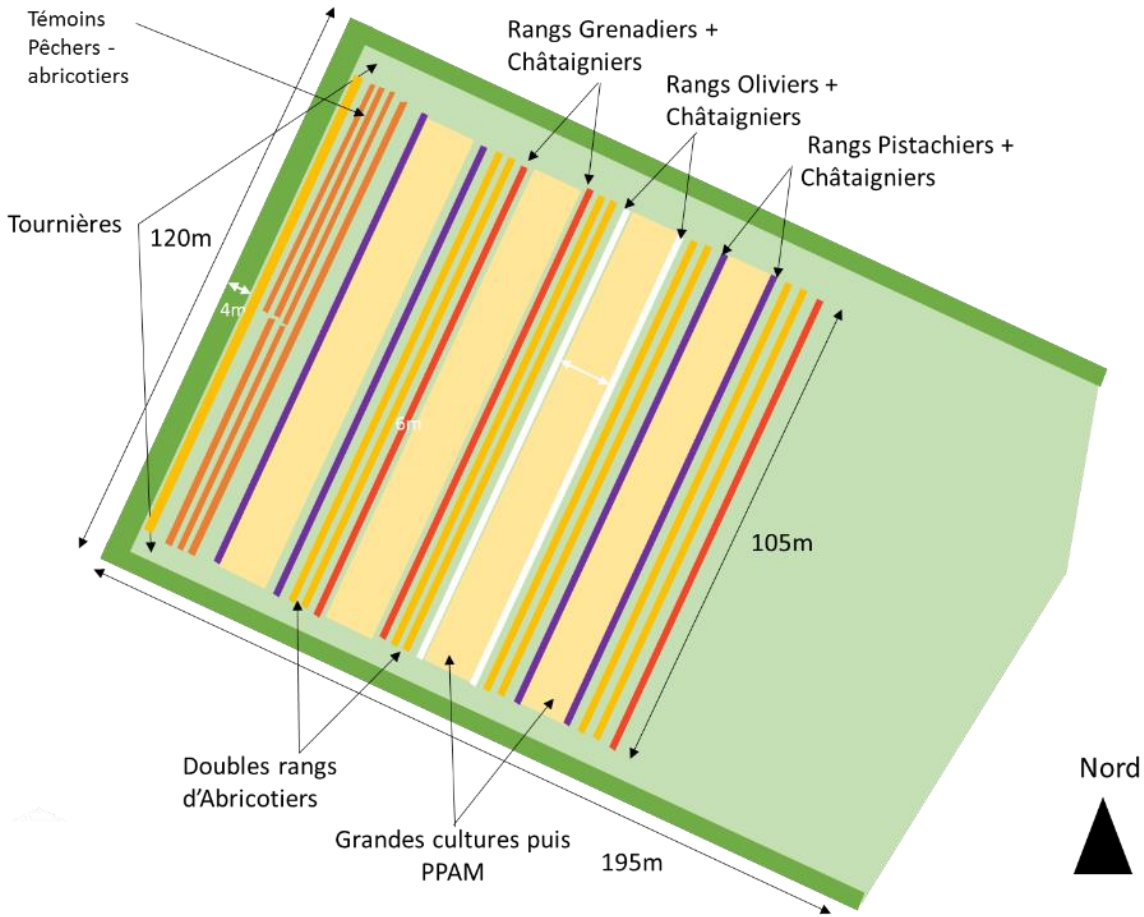 Témoins
Pêchers -
abricotiers
Rangs Grenadiers +
Châtaigniers
Rangs Oliviers +
Châtaigniers
Rangs Pistachiers +
Châtaigniers
Tournières
120m
4m
6m
105m
Doubles rangs
d'Abricotiers
Grandes cultures puis
PPAM
195m
Nord